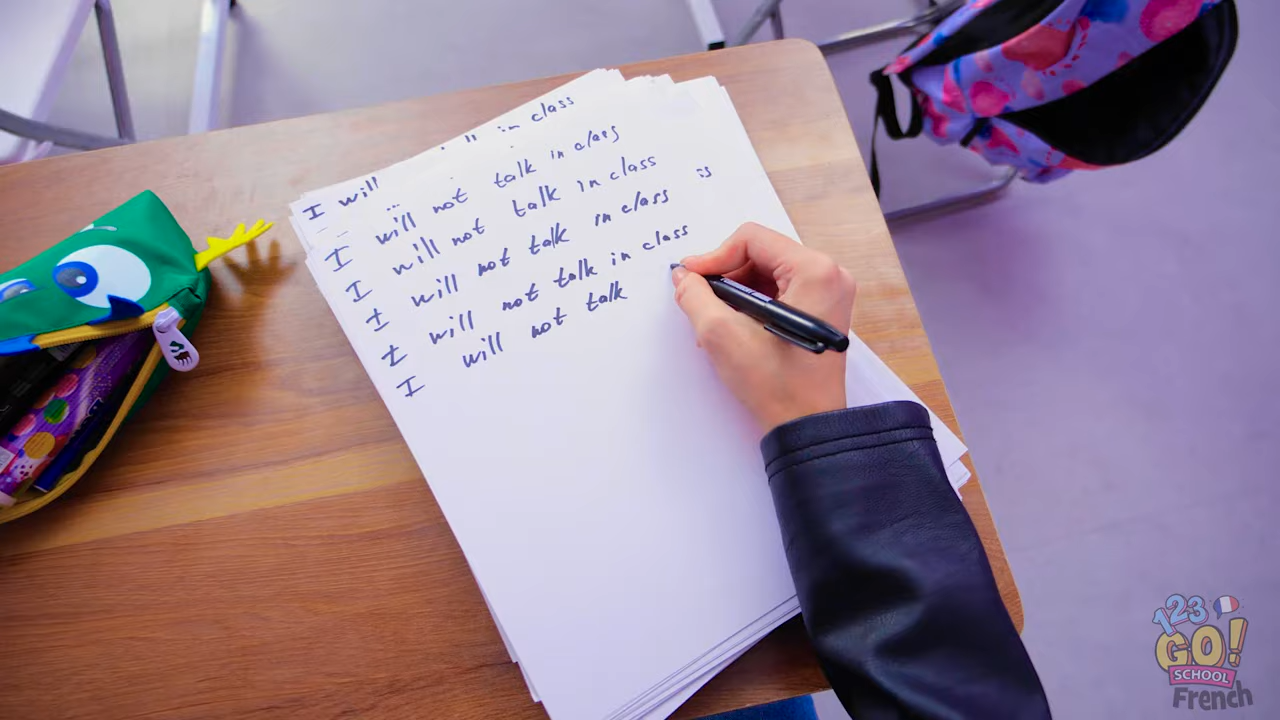 I will in class
I will not talk in class
I will not talk in class
I will not talk in class is
I will not talk in class
I will not talk
123
GO!
SCHOOL
French